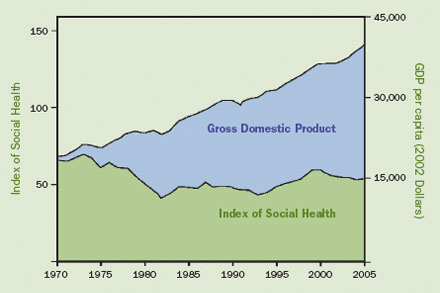 Index of Social Health
150
100
50
45,000
30,000
15,000
GDP per capita (2002 Dollars)
Gross Domestic Product
Index of Social Health
1970 1975 1980 1985 1990 1995 2000 2005